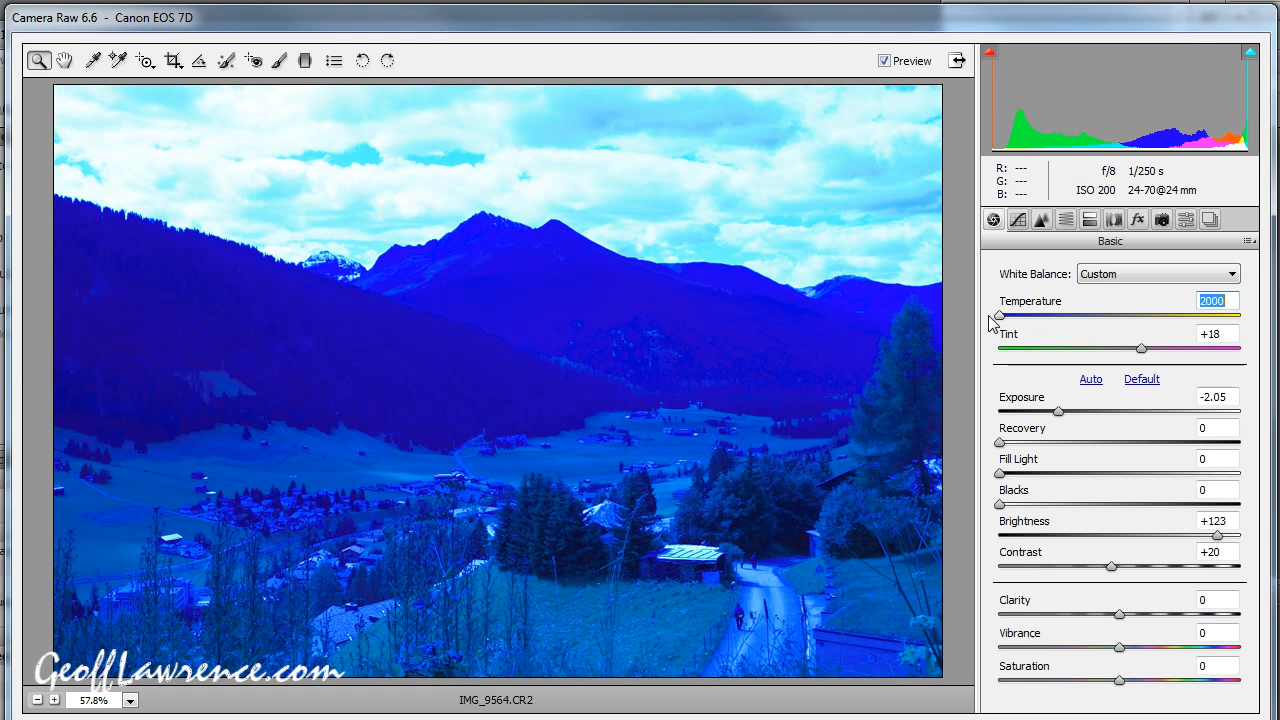 Camera Raw 6.6 - Canon EOS 7D
Preview
R: ---
G: ---
B: ---
f/8 1/250 s
ISO 200 24-70@24 mm
fx
Basic
White Balance: Custom
Temperature 2000
Tint +18
Auto Default
Exposure -2.05
Recovery 0
Fill Light 0
Blacks 0
Brightness +123
Contrast +20
Clarity 0
Vibrance 0
Saturation 0
GeoffLawrence.com
57.8% IMG_9564.CR2